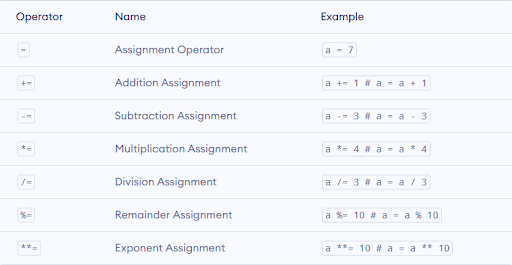 Operator Name Example
= Assignment Operator a = 7
+= Addition Assignment a += 1 # a = a + 1
-= Subtraction Assignment a -= 3 # a = a - 3
*= Multiplication Assignment a *= 4 # a = a * 4
/= Division Assignment a /= 3 # a = a / 3
%= Remainder Assignment a %= 10 # a = a % 10
**= Exponent Assignment a **= 10 # a = a ** 10